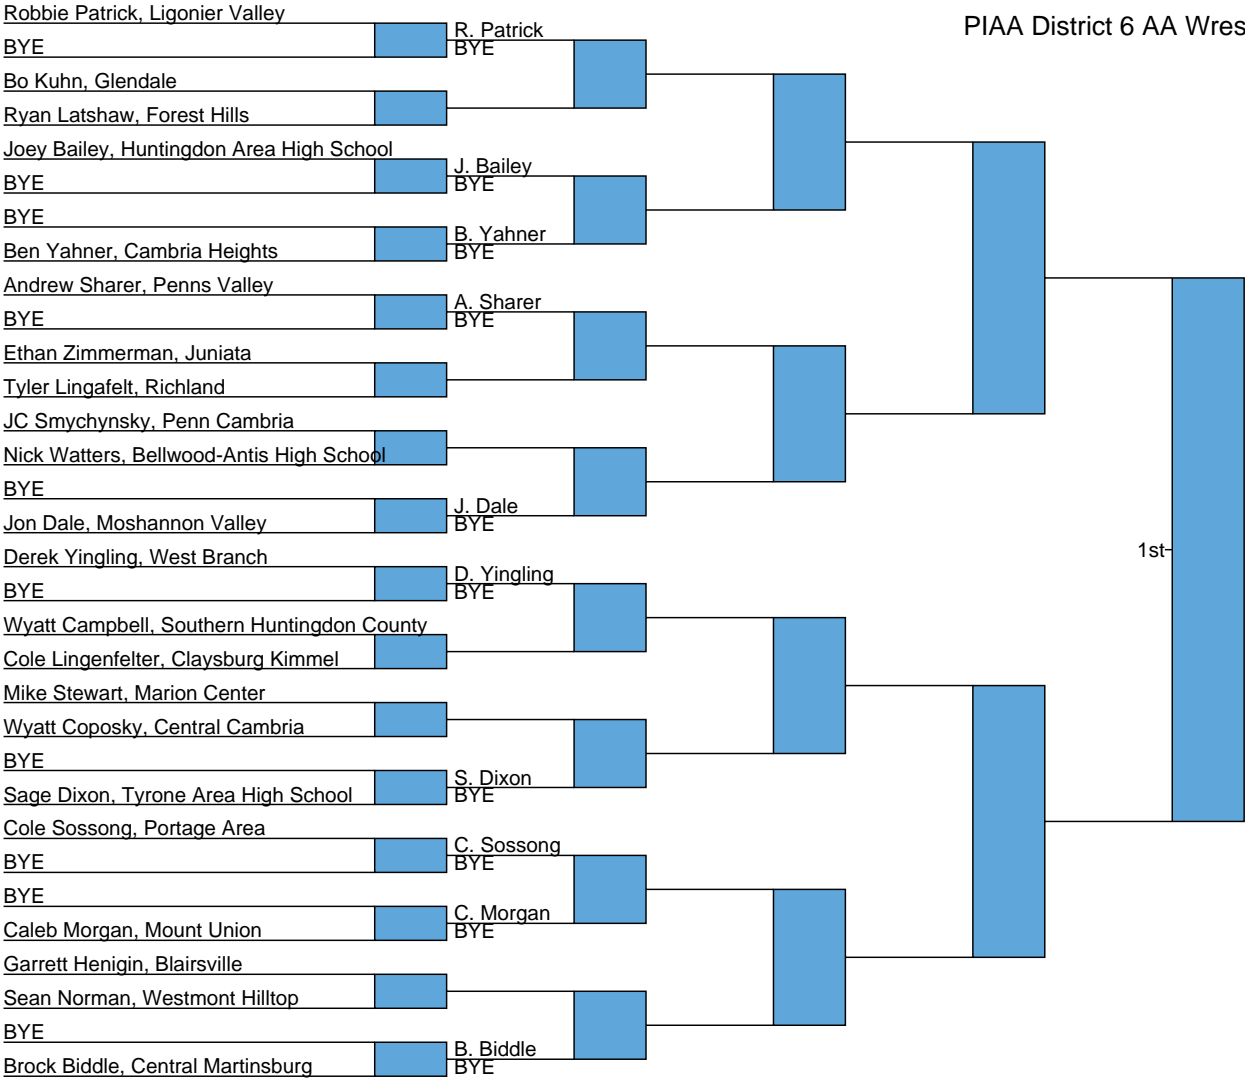 Robbie Patrick, Ligonier Valley
PIAA District 6 AA Wres
R. Patrick
BYE
BYE
Bo Kuhn, Glendale
Ryan Latshaw, Forest Hills
Joey Bailey, Huntingdon Area High School
J. Bailey
BYE
BYE
BYE
B. Yahner
BYE
Ben Yahner, Cambria Heights
Andrew Sharer, Penns Valley
A. Sharer
BYE
BYE
Ethan Zimmerman, Juniata
Tyler Lingafelt, Richland
JC Smychynsky, Penn Cambria
Nick Watters, Bellwood-Antis High School
BYE
J. Dale
BYE
Jon Dale, Moshannon Valley
1st
Derek Yingling, West Branch
D. Yingling
BYE
BYE
Wyatt Campbell, Southern Huntingdon County
Cole Lingenfelter, Claysburg Kimmel
Mike Stewart, Marion Center
Wyatt Coposky, Central Cambria
BYE
S. Dixon
BYE
Sage Dixon, Tyrone Area High School
Cole Sossong, Portage Area
C. Sossong
BYE
BYE
BYE
C. Morgan
BYE
Caleb Morgan, Mount Union
Garrett Henigin, Blairsville
Sean Norman, Westmont Hilltop
BYE
B. Biddle
BYE
Brock Biddle, Central Martinsburg